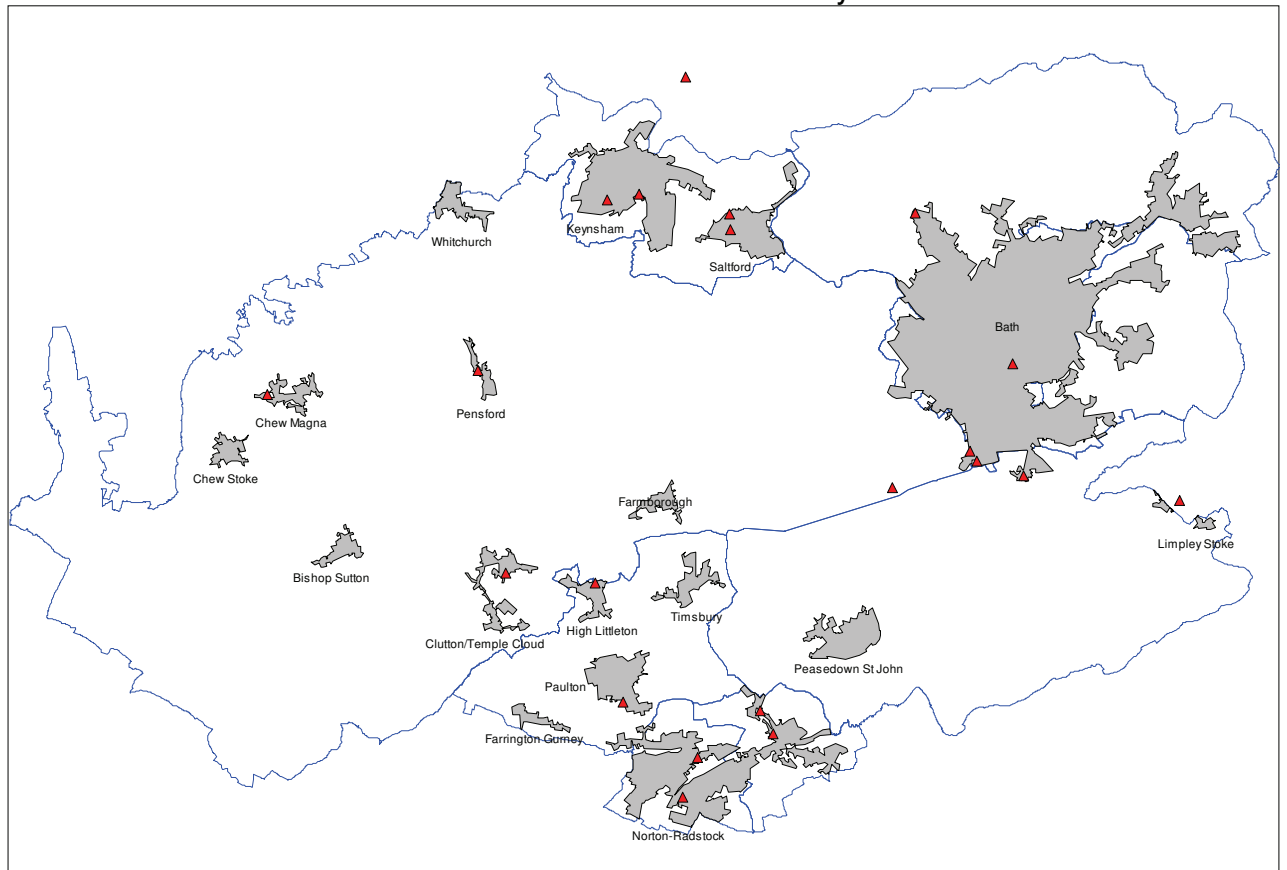 Keynsham
Whitchurch
Saltford
Bath
Chew Magna
Pensford
Chew Stoke
Farmborough
Limpley Stoke
Bishop Sutton
Timsbury
High Littleton
Clutton/Temple Cloud
Peasedown St John
Paulton
Farrington Gurney
Norton-Radstock